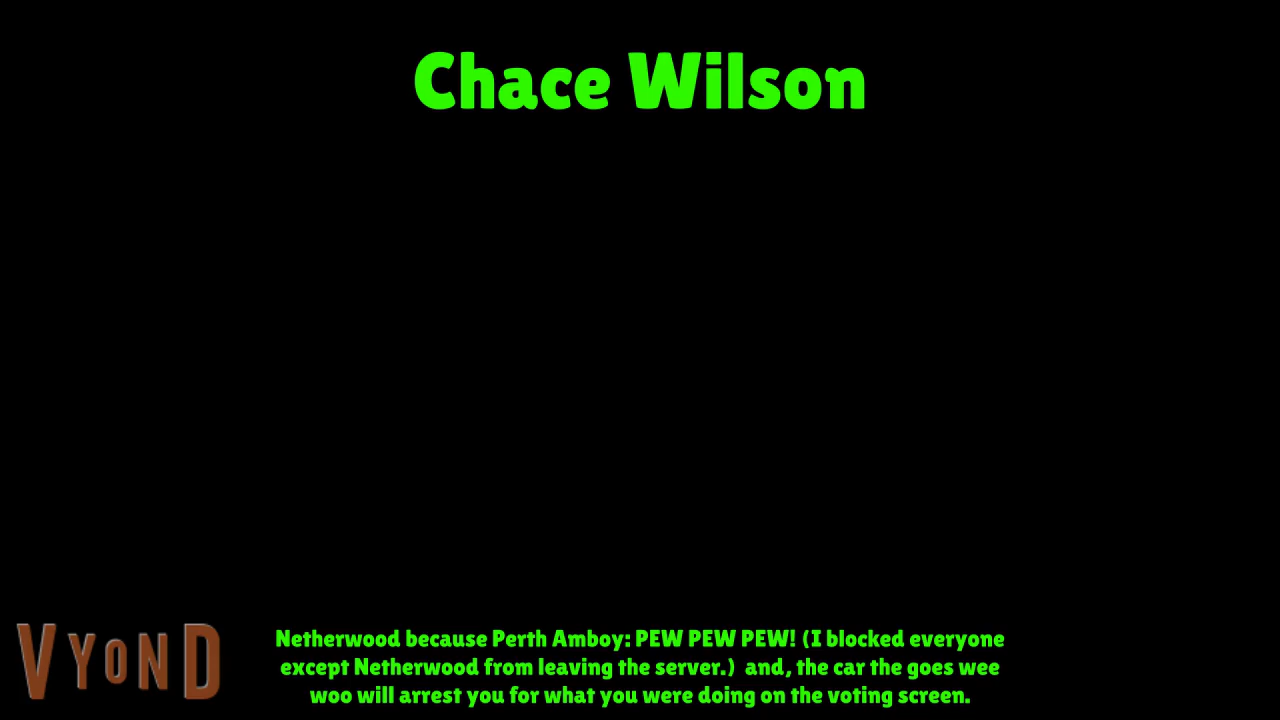 Chace Wilson
VYOND
Netherwood because Perth Amboy: PEW PEW PEW! (I blocked everyone
except Netherwood from leaving the server.)  and, the car the goes wee
woo will arrest you for what you were doing on the voting screen.